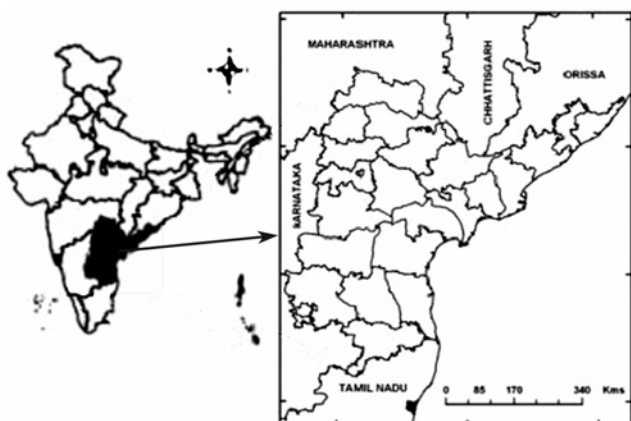 MAHARASHTRA
CHHATTISGARH
ORISSA
KARNATAKA
TAMIL NADU
0 85 170 340 Kms